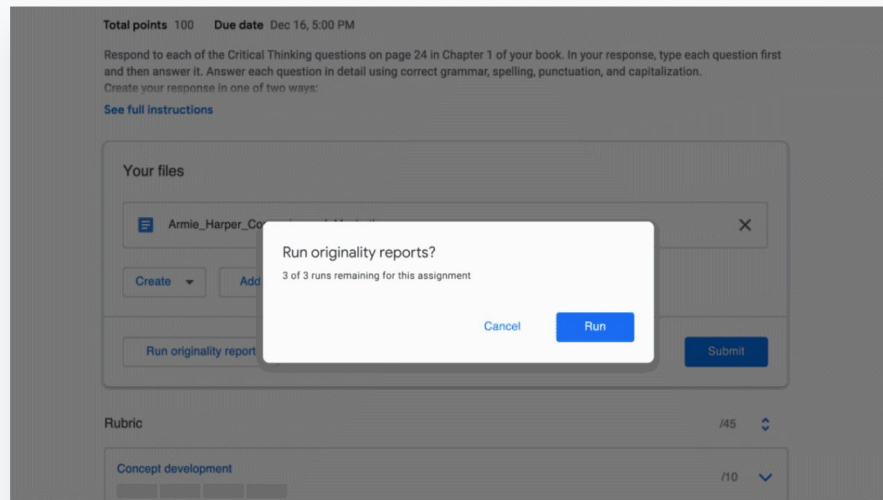 Total points 100 Due date Dec 16, 5:00 PM
Respond to each of the Critical Thinking questions on page 24 in Chapter 1 of your book. In your response, type each question first
and then answer it. Answer each question in detail using correct grammar, spelling, punctuation, and capitalization.
Create your response in one of two ways:
See full instructions
Your files
Armie_Harper_
Run originality reports?
3 of 3 runs remaining for this assignment
Create Add
Cancel Run
Run originality report Submit
Rubric /45
Concept development /10